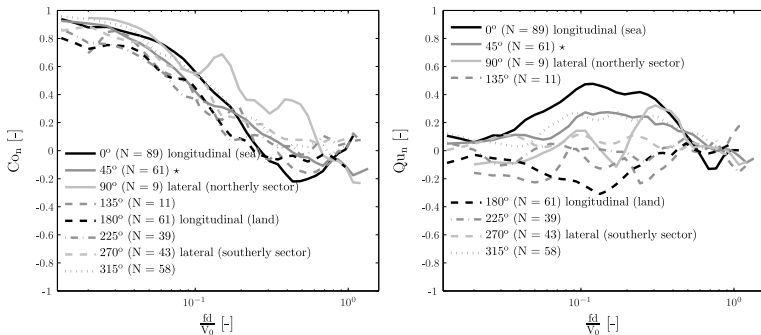 1
0.8
0.6
0.4
0.2
0
-0.2
-0.4
-0.6
-0.8
-1
Co_n [-]
0° (N = 89) longitudinal (sea)
45° (N = 61) ⋆
90° (N = 9) lateral (northerly sector)
135° (N = 11)
180° (N = 61) longitudinal (land)
225° (N = 39)
270° (N = 43) lateral (southerly sector)
315° (N = 58)
10^-1
10^0
fd/V_0 [-]
1
0.8
0.6
0.4
0.2
0
-0.2
-0.4
-0.6
-0.8
-1
Qu_n [-]
0° (N = 89) longitudinal (sea)
45° (N = 61) ⋆
90° (N = 9) lateral (northerly sector)
135° (N = 11)
180° (N = 61) longitudinal (land)
225° (N = 39)
270° (N = 43) lateral (southerly sector)
315° (N = 58)
10^-1
10^0
fd/V_0 [-]